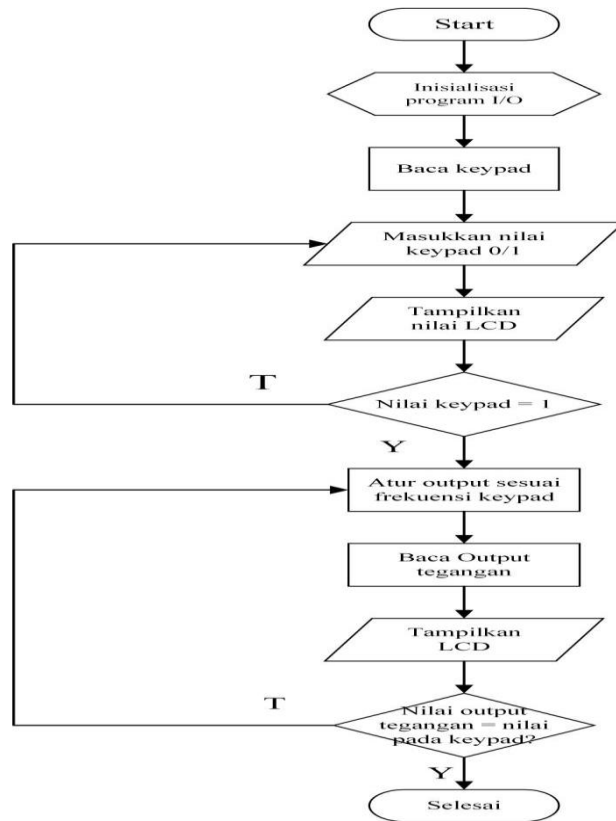 Start
Inisialisasi
program I/O
Baca keypad
Masukkan nilai
keypad 0/1
Tampilkan
nilai LCD
T
Nilai keypad = 1
Y
Atur output sesuai
frekuensi keypad
Baca Output
tegangan
Tampilkan
LCD
T
Nilai output
tegangan = nilai
pada keypad?
Y
Selesai